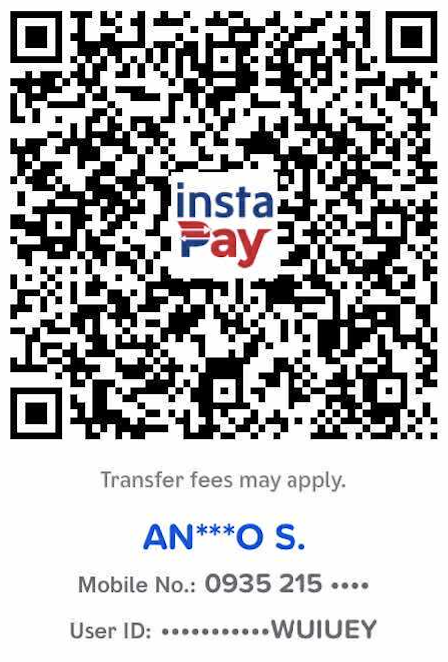 insta
Pay
Transfer fees may apply.
AN***O S.
Mobile No.: 0935 215 ••••
User ID: •••••••••••WUIUEY